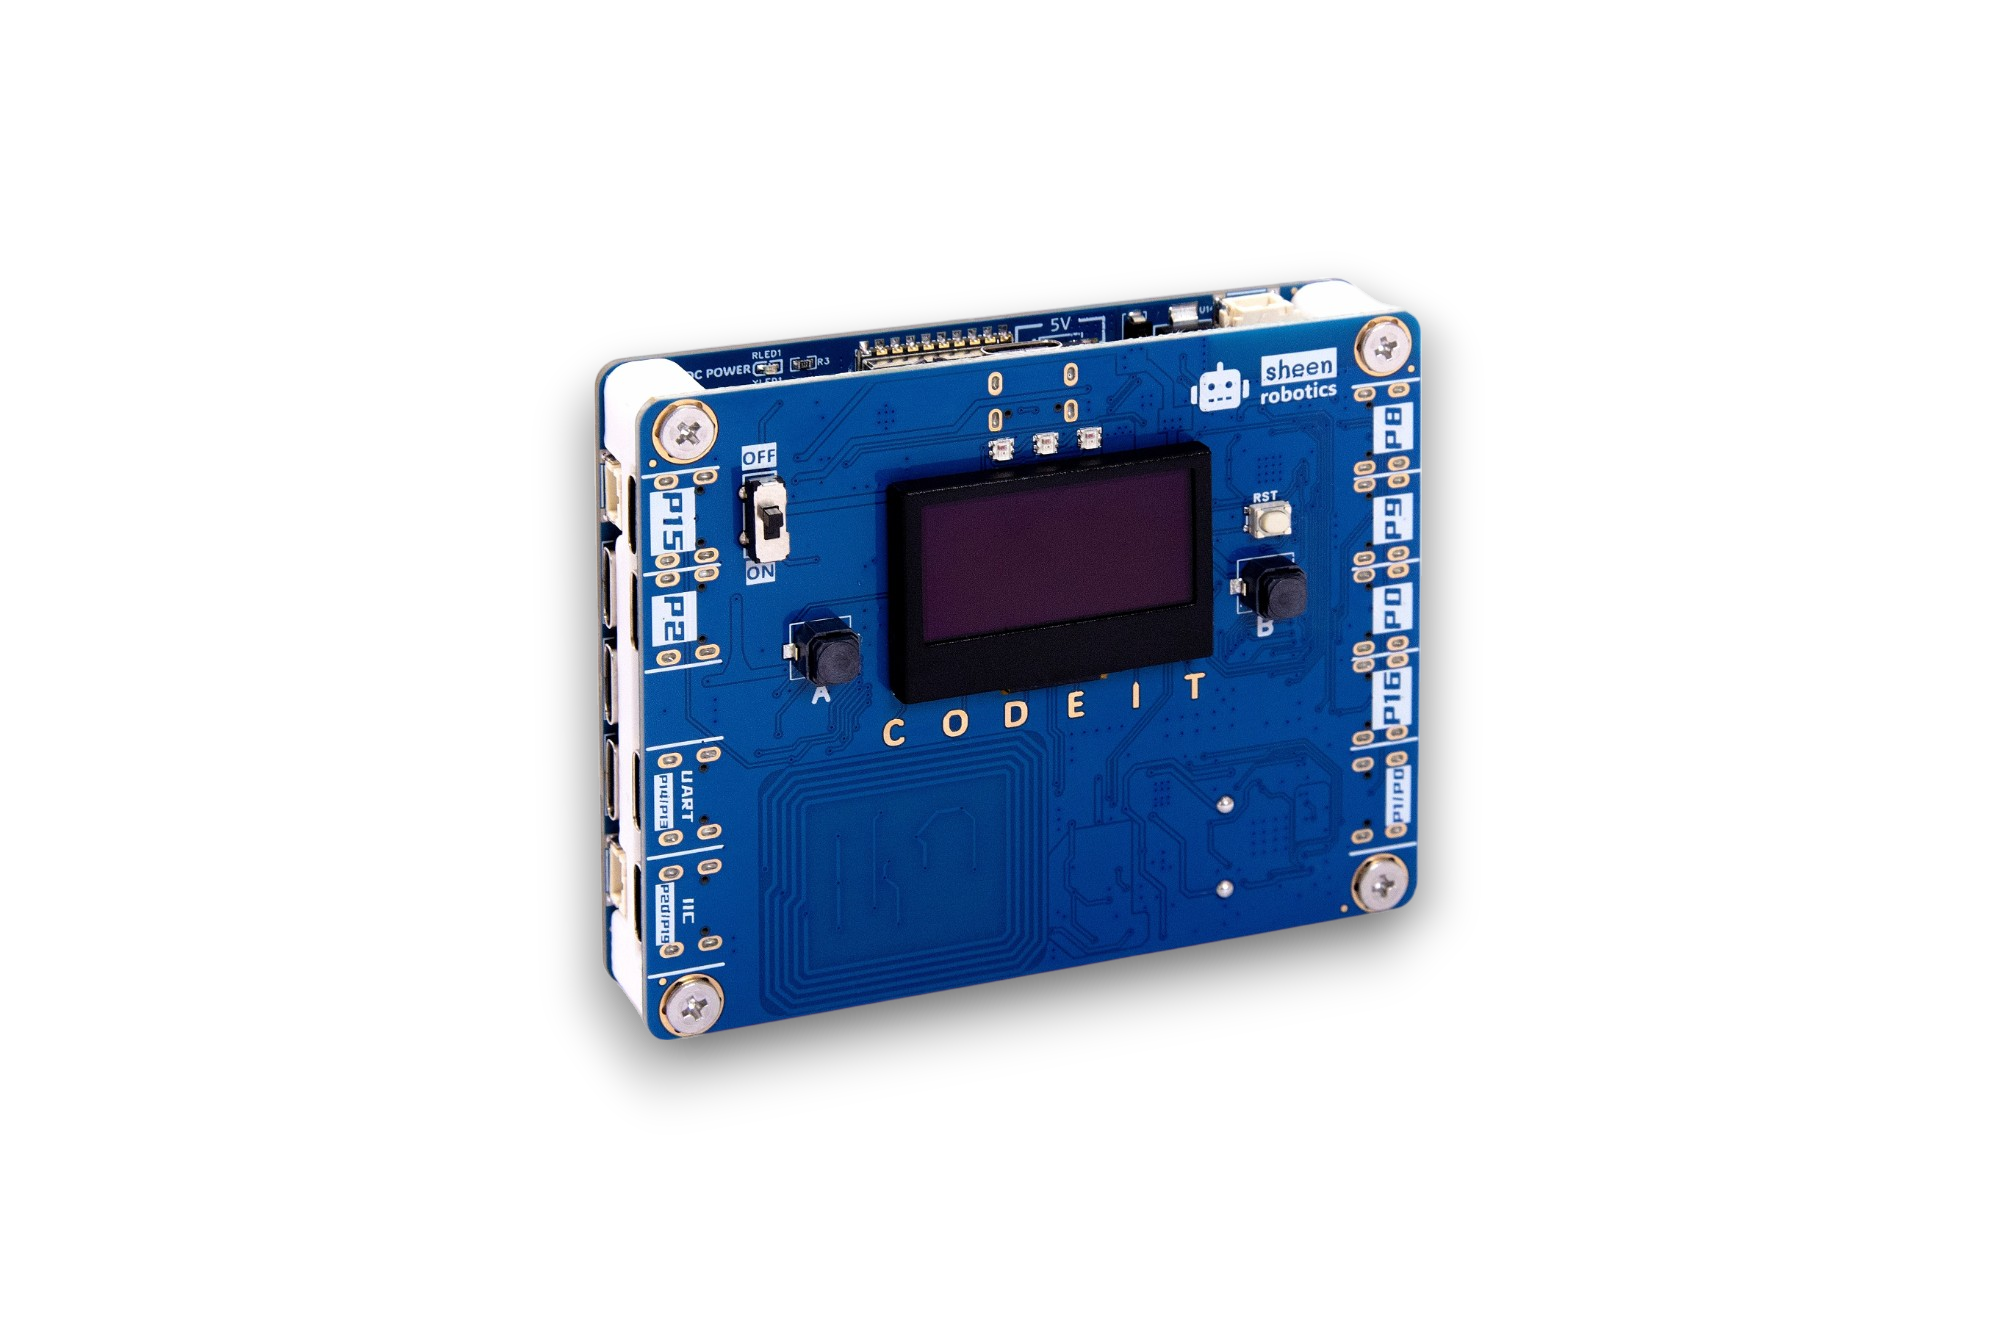 5V
RLED1
R3
DC POWER
sheen
robotics
OFF
ON
RST
A
B
CODEIT
P15
P2
UART
P14/P13
IIC
P20/P19
P8
P9
P0
P16
P1/P0